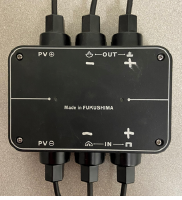 PV⊕ OUT
- +
Made in FUKUSHIMA
- +
PV⊖ IN